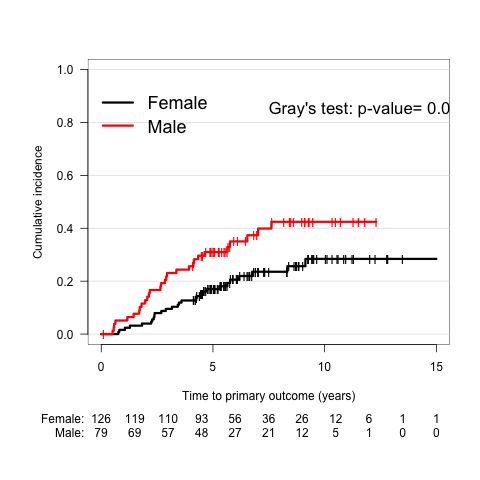 1.0
Female
Gray's test: p-value= 0.0
0.8
Male
0.6
Cumulative incidence
0.4
0.2
0.0
0 5 10 15
Time to primary outcome (years)
Female: 126 119 110 93 56 36 26 12 6 1 1
Male: 79 69 57 48 27 21 12 5 1 0 0